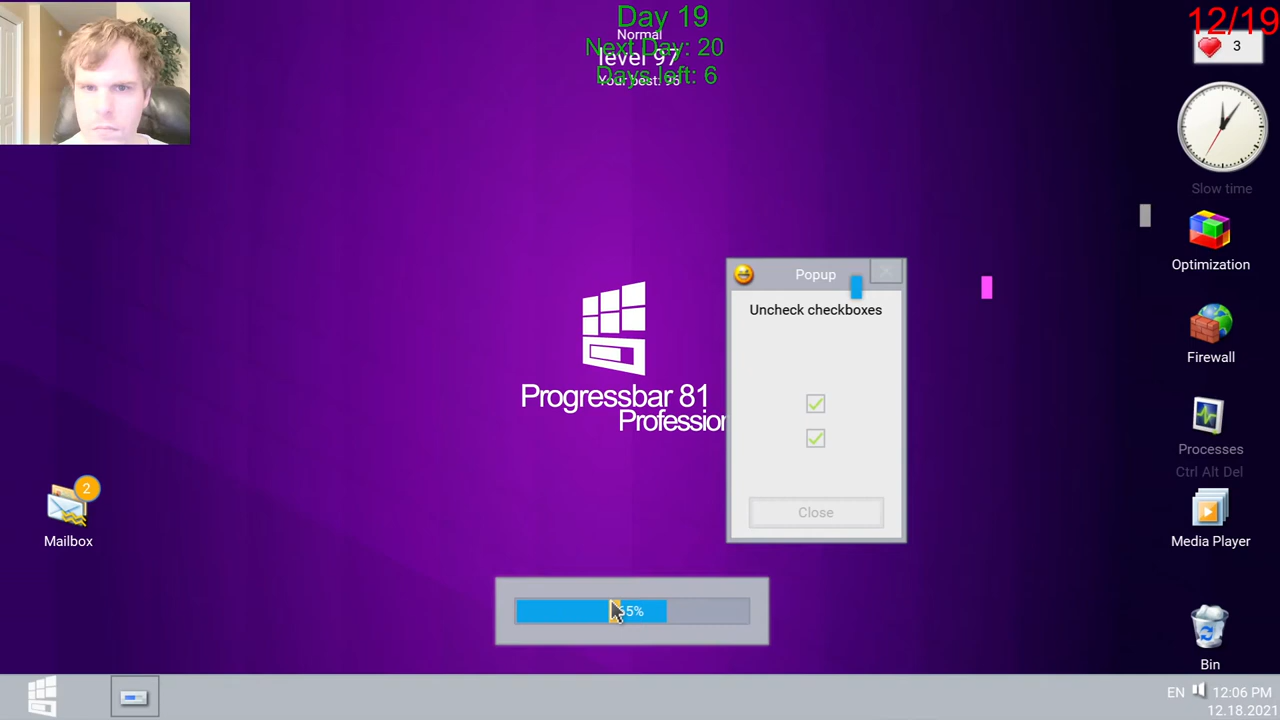 Day 19
Normal
Next Day: 20
level 97
Days left: 6
12/19
3
Slow time
Optimization
Popup
Uncheck checkboxes
Firewall
Progressbar 81
Processes
Ctrl Alt Del
2
Mailbox
Close
Media Player
Bin
EN 12:06 PM
12.18.2021